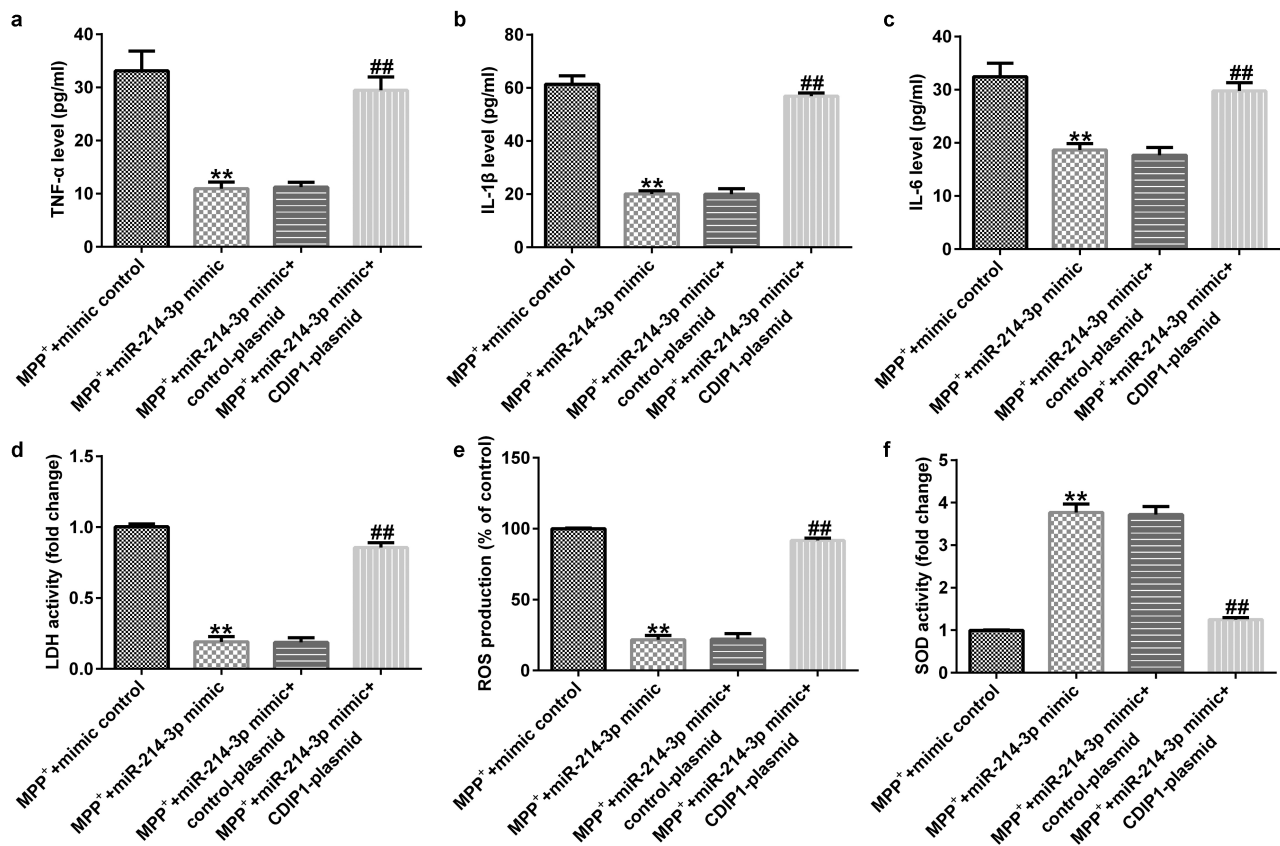 a
TNF-α level (pg/ml)
40
30
20
10
0
**
##
MPP⁺+mimic control
MPP⁺+miR-214-3p mimic
MPP⁺+miR-214-3p mimic+
control-plasmid
MPP⁺+miR-214-3p mimic+
CDIP1-plasmid
b
IL-1β level (pg/ml)
80
60
40
20
0
**
##
MPP⁺+mimic control
MPP⁺+miR-214-3p mimic
MPP⁺+miR-214-3p mimic+
control-plasmid
MPP⁺+miR-214-3p mimic+
CDIP1-plasmid
c
IL-6 level (pg/ml)
40
30
20
10
0
**
##
MPP⁺+mimic control
MPP⁺+miR-214-3p mimic
MPP⁺+miR-214-3p mimic+
control-plasmid
MPP⁺+miR-214-3p mimic+
CDIP1-plasmid
d
LDH activity (fold change)
1.5
1.0
0.5
0.0
**
##
MPP⁺+mimic control
MPP⁺+miR-214-3p mimic
MPP⁺+miR-214-3p mimic+
control-plasmid
MPP⁺+miR-214-3p mimic+
CDIP1-plasmid
e
ROS production (% of control)
150
100
50
0
**
##
MPP⁺+mimic control
MPP⁺+miR-214-3p mimic
MPP⁺+miR-214-3p mimic+
control-plasmid
MPP⁺+miR-214-3p mimic+
CDIP1-plasmid
f
SOD activity (fold change)
5
4
3
2
1
0
**
##
MPP⁺+mimic control
MPP⁺+miR-214-3p mimic
MPP⁺+miR-214-3p mimic+
control-plasmid
MPP⁺+miR-214-3p mimic+
CDIP1-plasmid